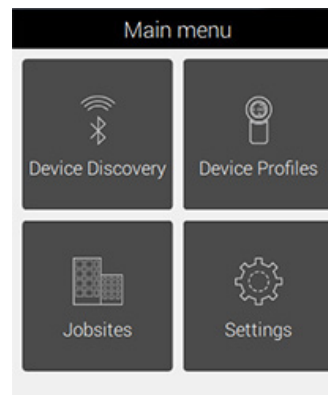 Main menu
Device Discovery
Device Profiles
Jobsites
Settings